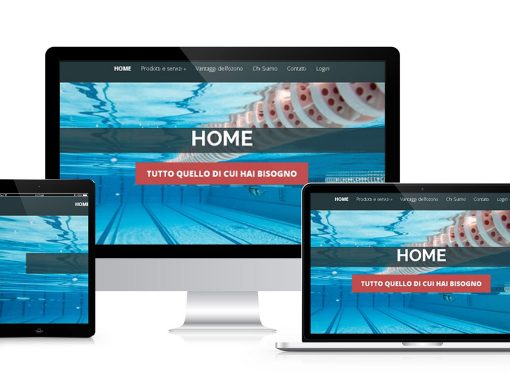 HOME Prodotti e servizi Vantaggi dell'ozono Chi Siamo Contatti Login
HOME
TUTTO QUELLO DI CUI HAI BISOGNO
HOME
HOME Prodotti e servizi Vantaggi dell'ozono Chi Siamo Contatti Login
HOME
TUTTO QUELLO DI CUI HAI BISOGNO